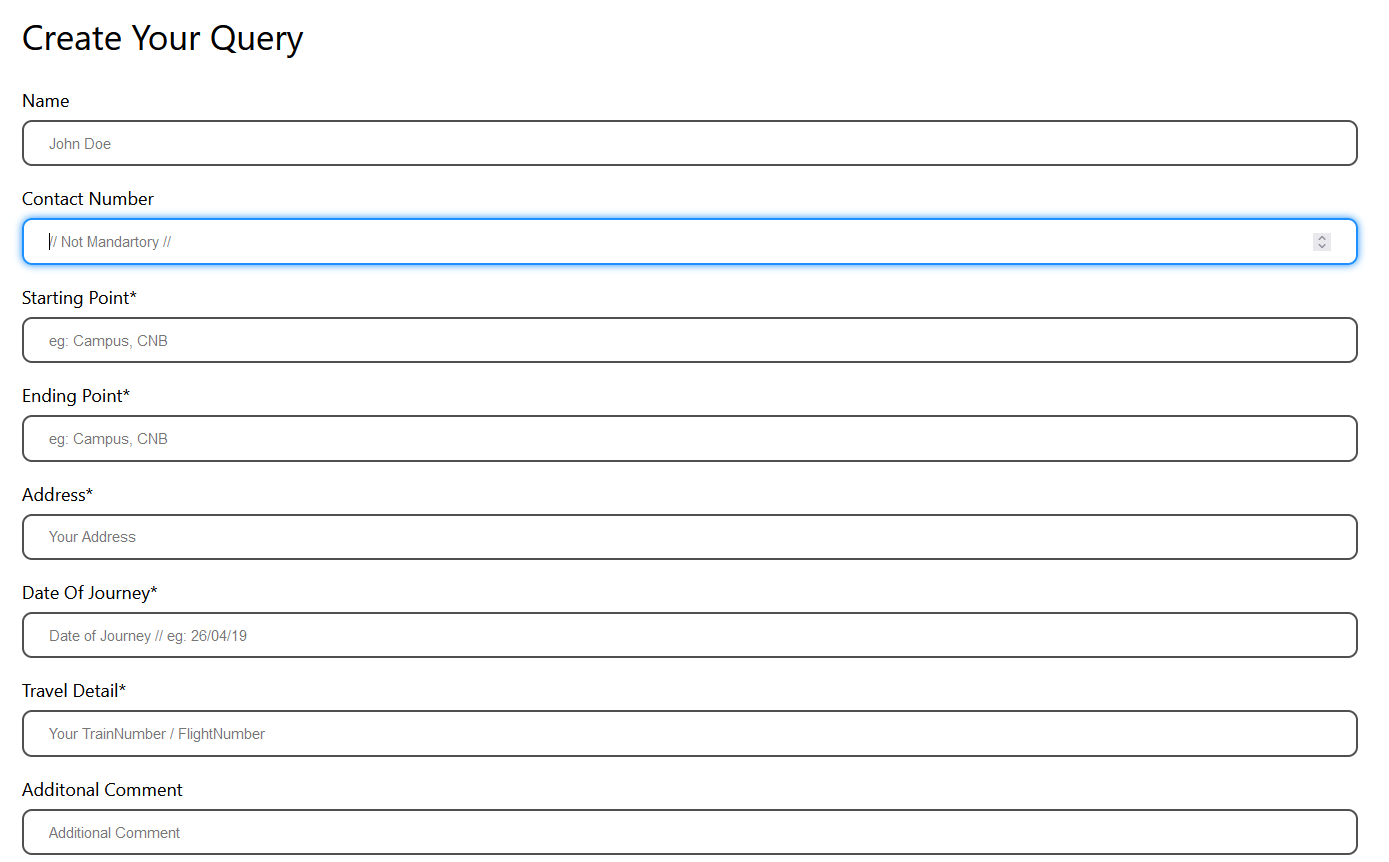 Create Your Query
Name
John Doe
Contact Number
// Not Mandartory //
Starting Point*
eg: Campus, CNB
Ending Point*
eg: Campus, CNB
Address*
Your Address
Date Of Journey*
Date of Journey // eg: 26/04/19
Travel Detail*
Your TrainNumber / FlightNumber
Additonal Comment
Additional Comment